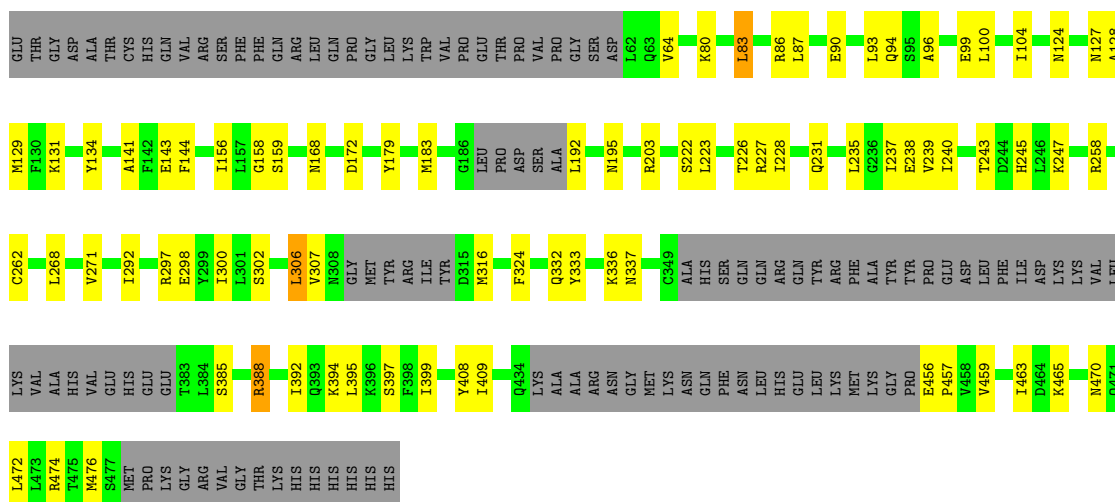 GLU THR GLY ASP ALA THR CYS HIS GLN VAL ARG SER PHE PHE GLN ARG LEU GLN PRO GLY LEU LYS TRP VAL PRO GLU THR PRO VAL PRO GLY SER ASP L62 Q63 V64 K80 L83 R86 L87 E90 L93 Q94 S95 A96 E99 L100 I104 N124 N127 A128
M129 F130 K131 Y134 A141 F142 E143 F144 I156 L157 G158 S159 N168 D172 Y179 M183 G186 LEU PRO ASP SER ALA L192 N195 R203 S222 L223 T226 R227 I228 Q231 L235 G236 I237 E238 V239 I240 T243 D244 H245 L246 K247 R258
C262 L268 V271 I292 R297 E298 Y299 I300 L301 S302 L306 V307 N308 GLY MET TYR ARG ILE TYR D315 M316 F324 Q332 Y333 K336 N337 C349 ALA HIS SER GLN GLN ARG GLN TYR ARG PHE ALA TYR TYR PRO GLU ASP LEU PHE ILE ASP LYS LYS VAL LEU
LYS VAL ALA HIS VAL GLU HIS GLU GLU T383 L384 S385 R388 I392 Q393 K394 L395 K396 S397 F398 I399 Y408 I409 Q434 LYS ALA ALA ARG ASN GLY MET LYS ASN GLN PHE ASN LEU HIS GLU LEU LYS MET LYS GLY PRO E456 P457 V458 V459 I463 D464 K465 N470
L472 L473 R474 T475 M476 S477 MET PRO LYS GLY ARG VAL GLY THR LYS HIS HIS HIS HIS HIS HIS